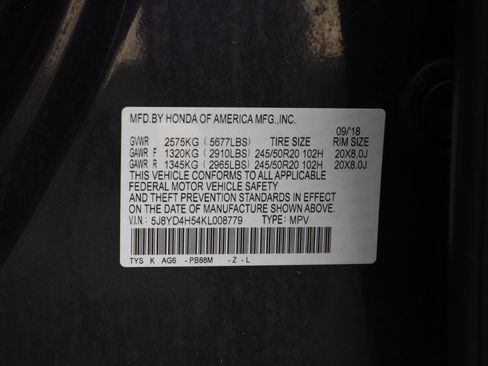 MFD.BY HONDA OF AMERICA MFG.,INC.
09/18
GVWR 2575KG ( 5677LBS) TIRE SIZE RIM SIZE
GAWR F 1320KG ( 2910LBS) 245/50R20 102H 20X8.0J
GAWR R 1345KG ( 2965LBS) 245/50R20 102H 20X8.0J
THIS VEHICLE CONFORMS TO ALL APPLICABLE
FEDERAL MOTOR VEHICLE SAFETY
AND THEFT PREVENTION STANDARDS IN EFFECT
ON THE DATE OF MANUFACTURE SHOWN ABOVE.
V.I.N.: 5J8YD4H54KL008779 TYPE: MPV
TYS K AG6 - PB88M - Z - L